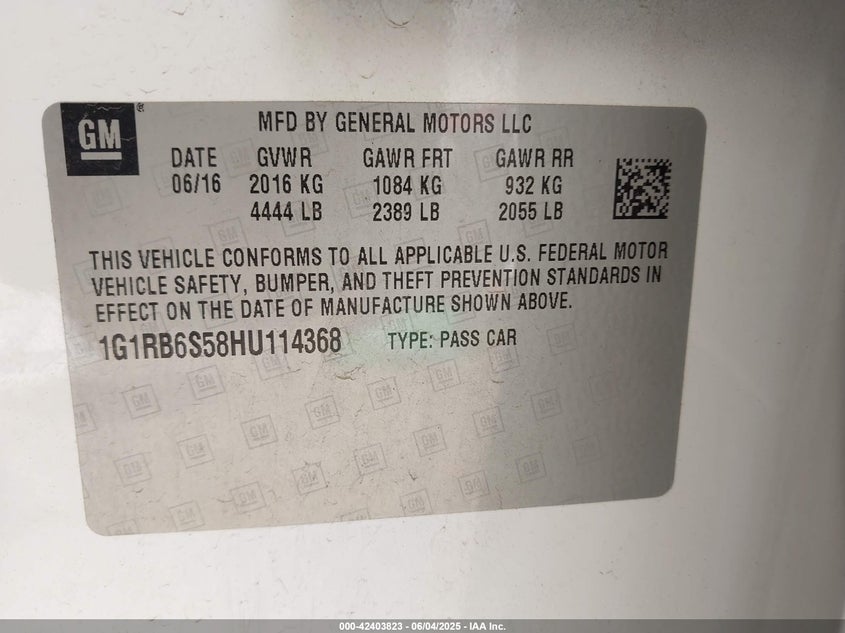 GM
MFD BY GENERAL MOTORS LLC
DATE GVWR GAWR FRT GAWR RR
06/16 2016 KG 1084 KG 932 KG
4444 LB 2389 LB 2055 LB
THIS VEHICLE CONFORMS TO ALL APPLICABLE U.S. FEDERAL MOTOR
VEHICLE SAFETY, BUMPER, AND THEFT PREVENTION STANDARDS IN
EFFECT ON THE DATE OF MANUFACTURE SHOWN ABOVE.
1G1RB6S58HU114368 TYPE: PASS CAR
000-42403823 - 06/04/2025 - IAA Inc.